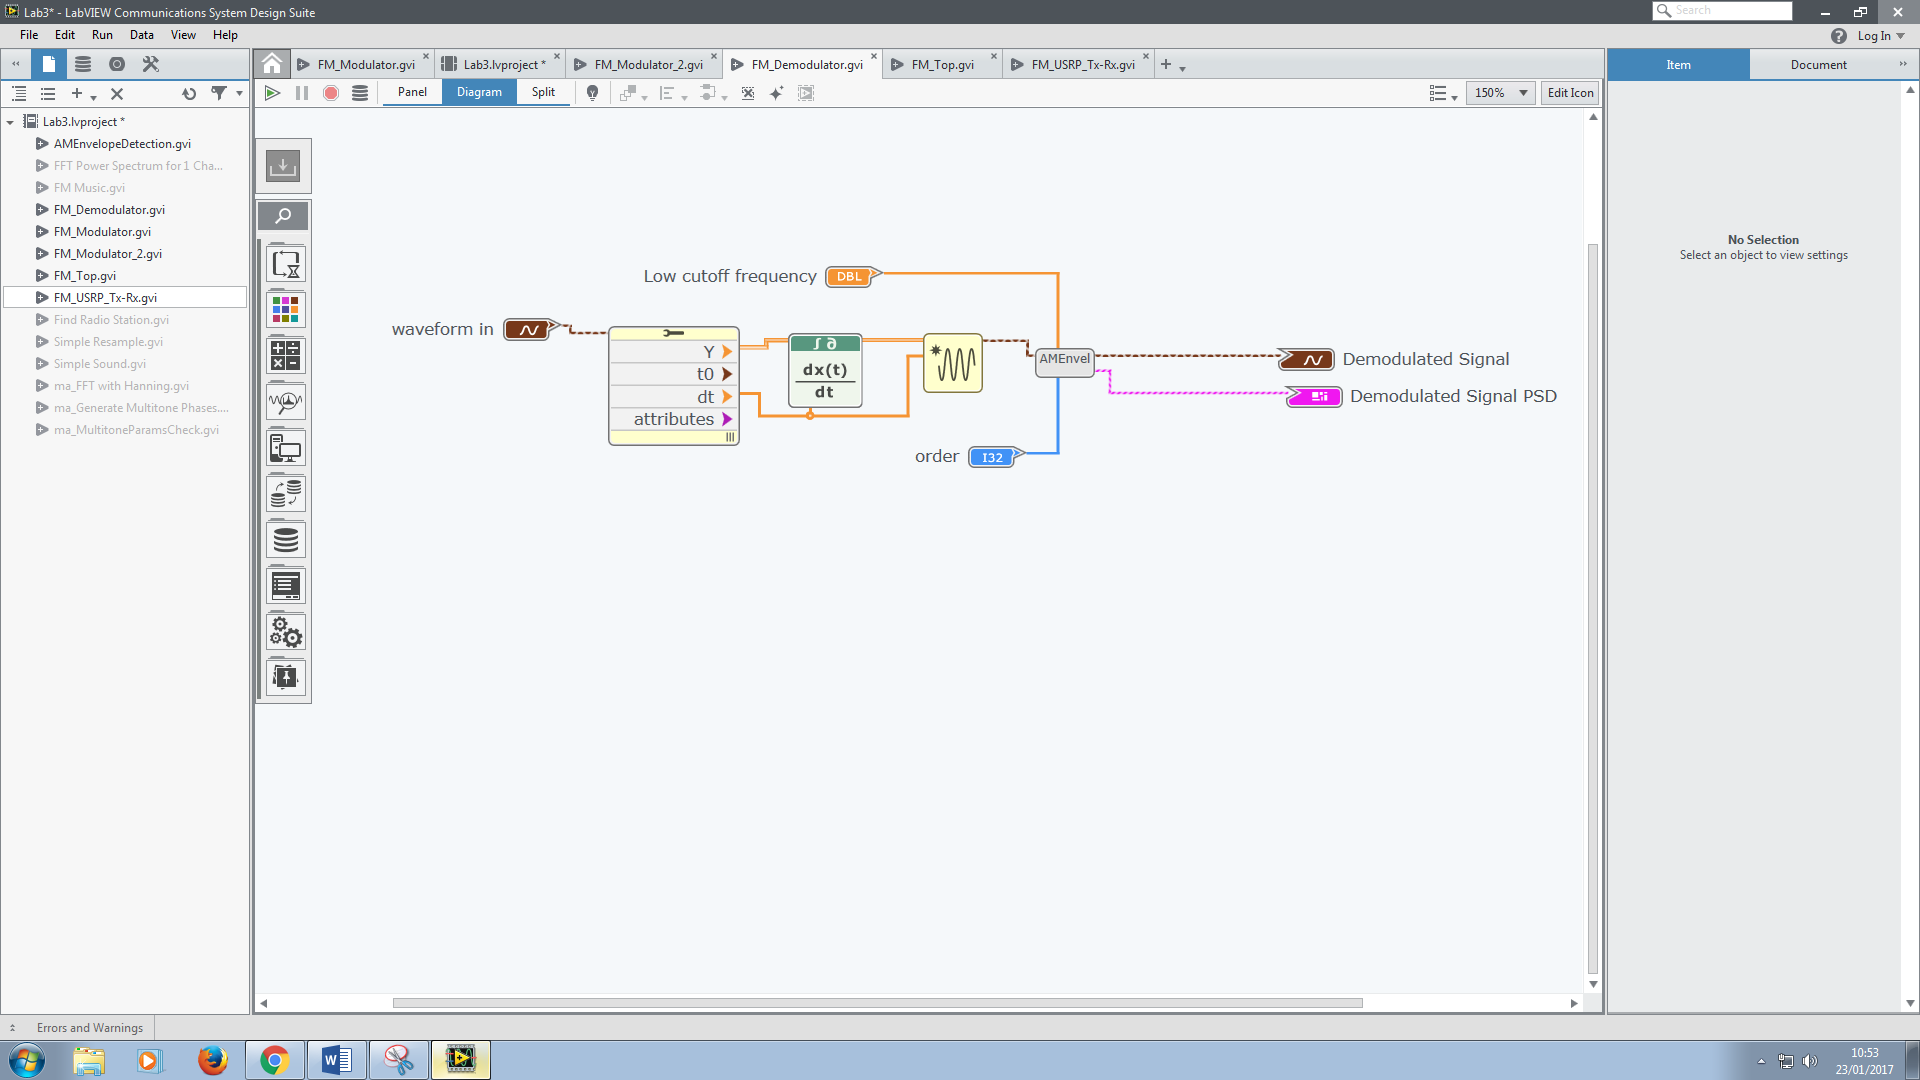 Lab3* - LabVIEW Communications System Design Suite
Search
File Edit Run Data View Help
Log In
FM_Modulator.gvi
Lab3.lvproject *
FM_Modulator_2.gvi
FM_Demodulator.gvi
FM_Top.gvi
FM_USRP_Tx-Rx.gvi
Item
Document
Panel
Diagram
Split
150%
Edit Icon
Lab3.lvproject *
AMEnvelopeDetection.gvi
FFT Power Spectrum for 1 Cha...
FM Music.gvi
FM_Demodulator.gvi
FM_Modulator.gvi
FM_Modulator_2.gvi
FM_Top.gvi
FM_USRP_Tx-Rx.gvi
Find Radio Station.gvi
Simple Resample.gvi
Simple Sound.gvi
ma_FFT with Hanning.gvi
ma_Generate Multitone Phases....
ma_MultitoneParamsCheck.gvi
Low cutoff frequency
DBL
waveform in
Y
t0
dt
attributes
∫ ∂
dx(t)
dt
AMEnvel
Demodulated Signal
Demodulated Signal PSD
order
I32
No Selection
Select an object to view settings
Errors and Warnings
10:53
23/01/2017